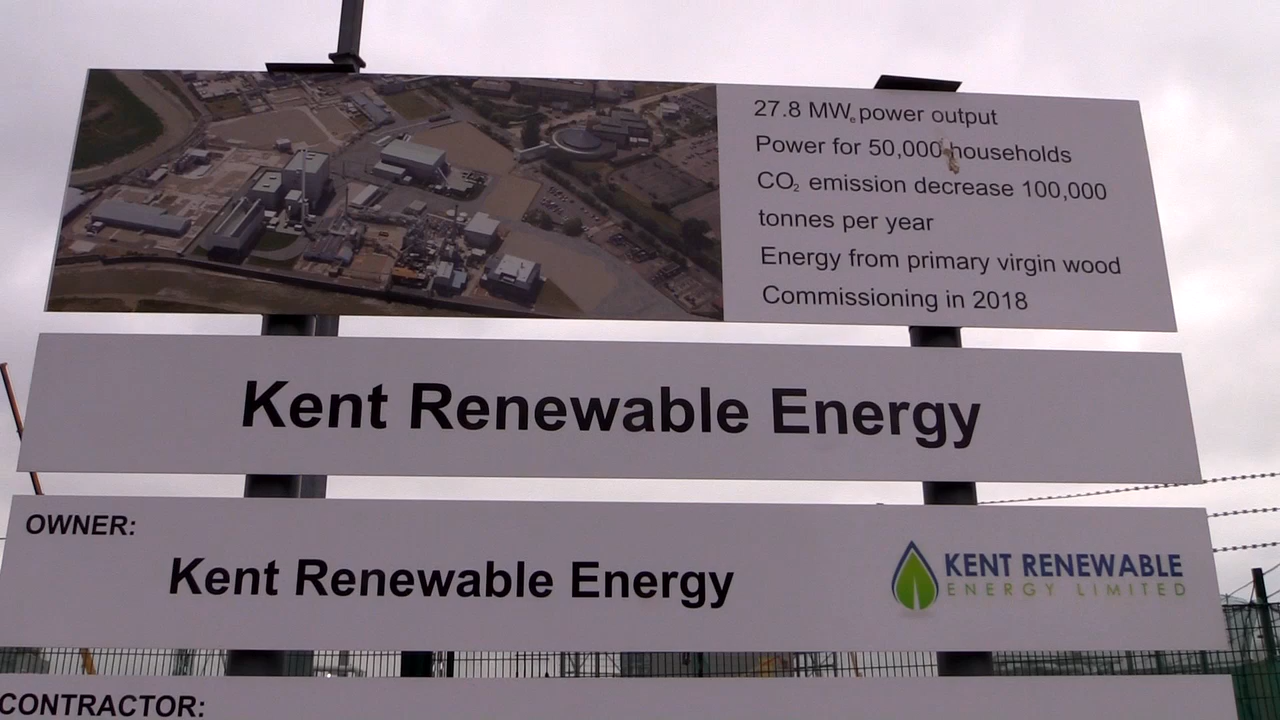 27.8 MWe power output
Power for 50,000 households
CO₂ emission decrease 100,000
tonnes per year
Energy from primary virgin wood
Commissioning in 2018
Kent Renewable Energy
OWNER:
Kent Renewable Energy
KENT RENEWABLE
ENERGY LIMITED
CONTRACTOR: